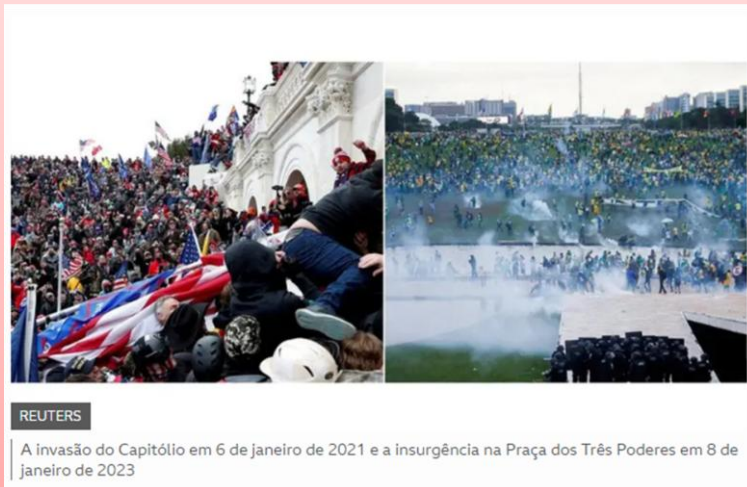 REUTERS
A invasão do Capitólio em 6 de janeiro de 2021 e a insurgência na Praça dos Três Poderes em 8 de
janeiro de 2023